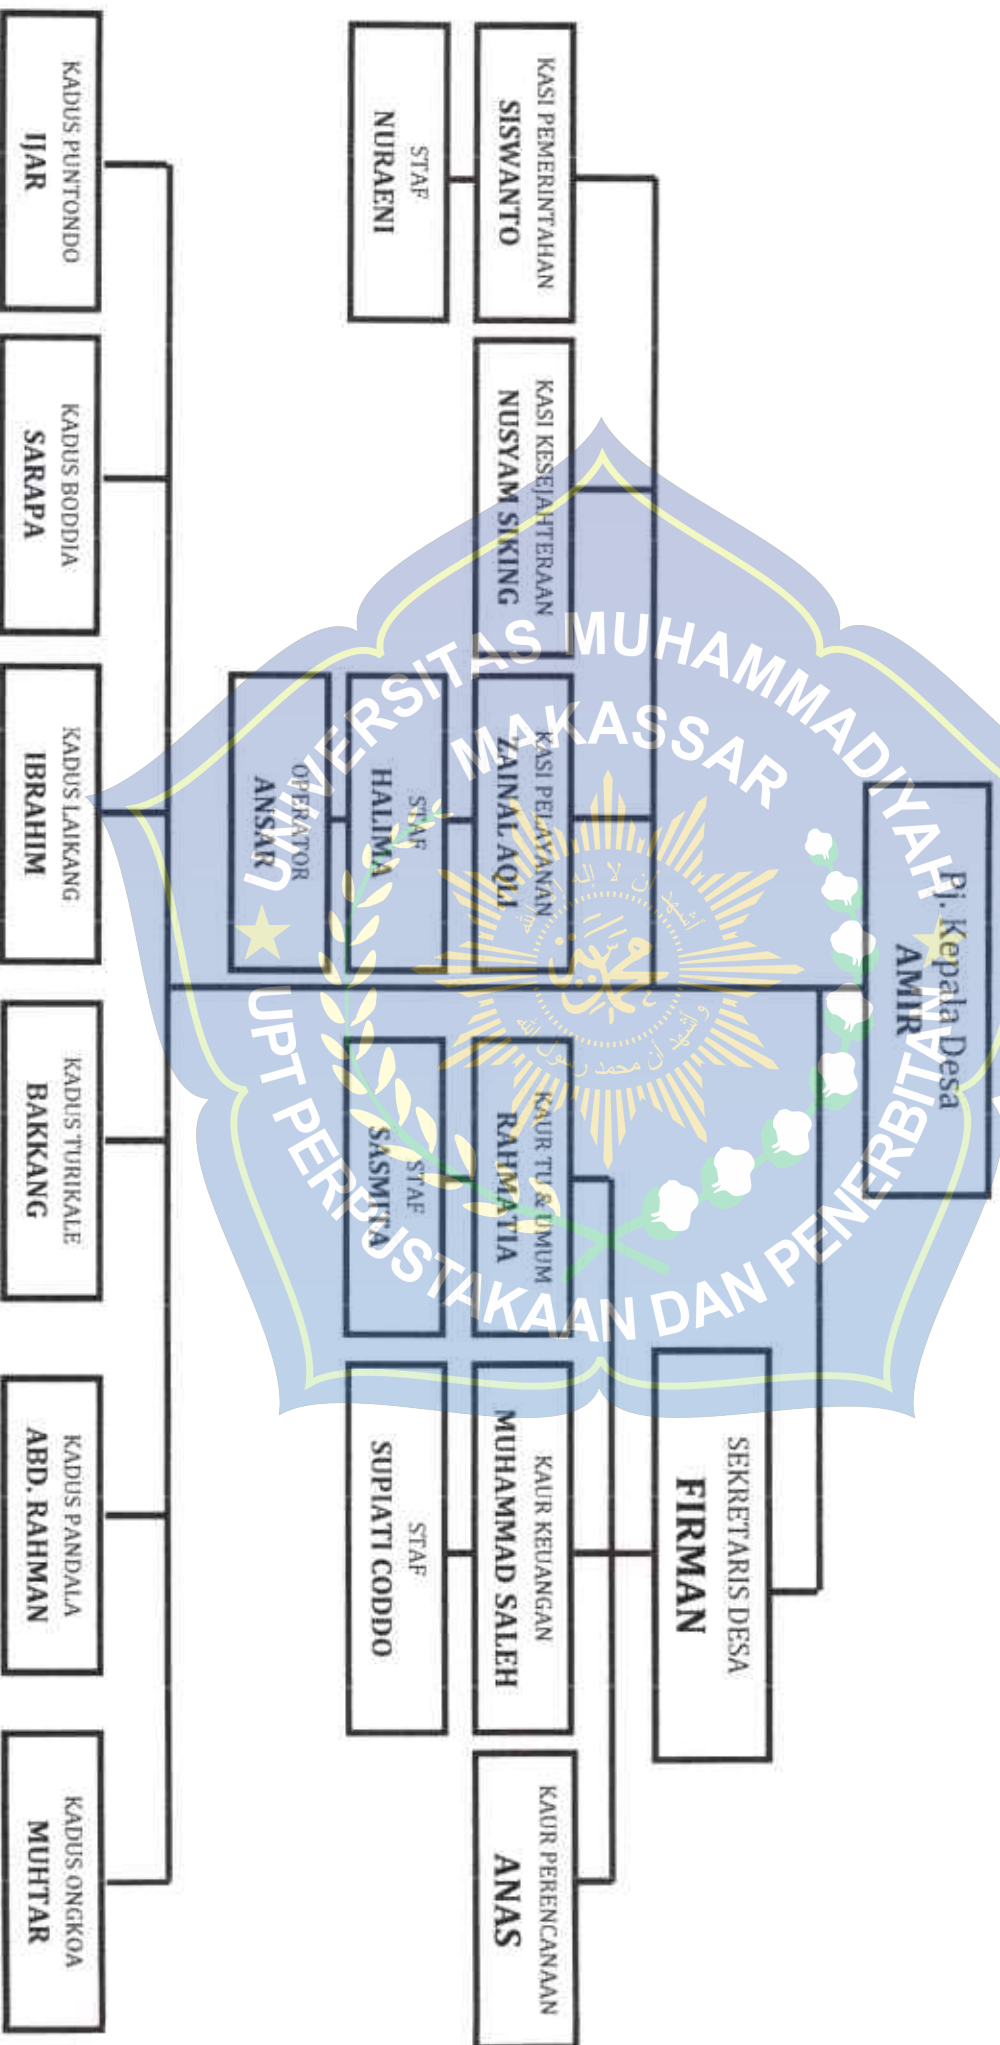 Pj. Kepala Desa
AMIR
SEKRETARIS DESA
FIRMAN
KASI PEMERINTAHAN
SISWANTO
KASI KESEJAHTERAAN
NUSYAM SIKING
KASI PELAYANAN
ZAINAL AQLI
KAUR TU & UMUM
RAHMATIA
KAUR KEUANGAN
MUHAMMAD SALEH
KAUR PERENCANAAN
ANAS
STAF
NURAENI
STAF
HALIMA
STAF
SASMITA
STAF
SUPIATI CODDO
OPERATOR
ANSAR
KADUS PUNTONDO
IJAR
KADUS BODDIA
SARAPA
KADUS LAIKANG
IBRAHIM
KADUS TURIKALE
BAKKANG
KADUS PANDALA
ABD. RAHMAN
KADUS ONGKOA
MUHTAR
UNIVERSITAS MUHAMMADIYAH
MAKASSAR
UPT PERPUSTAKAAN DAN PENERBITAN